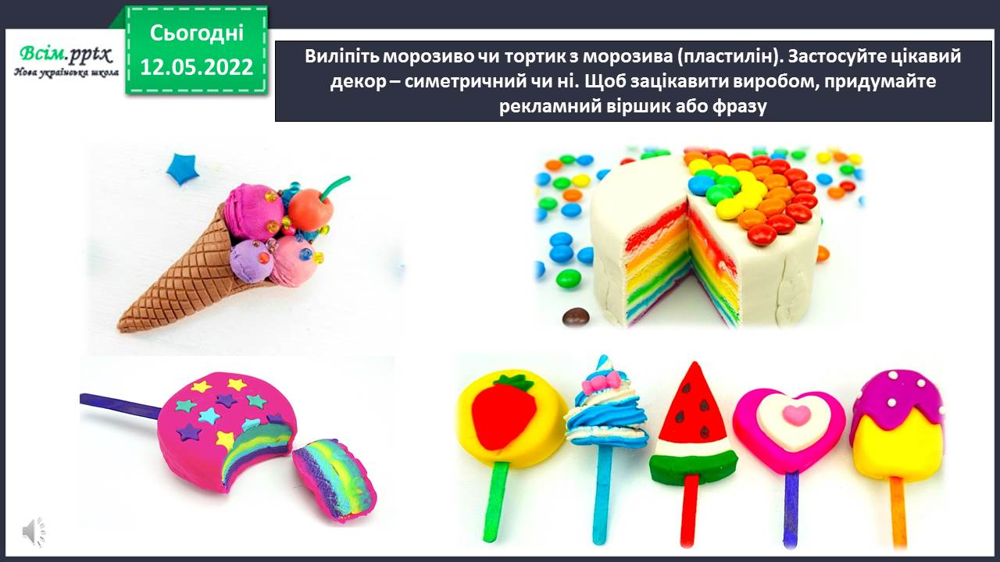 Всім.pptx
Нова українська школа
Сьогодні
12.05.2022
Виліпіть морозиво чи тортик з морозива (пластилін). Застосуйте цікавий
декор – симетричний чи ні. Щоб зацікавити виробом, придумайте
рекламний віршик або фразу